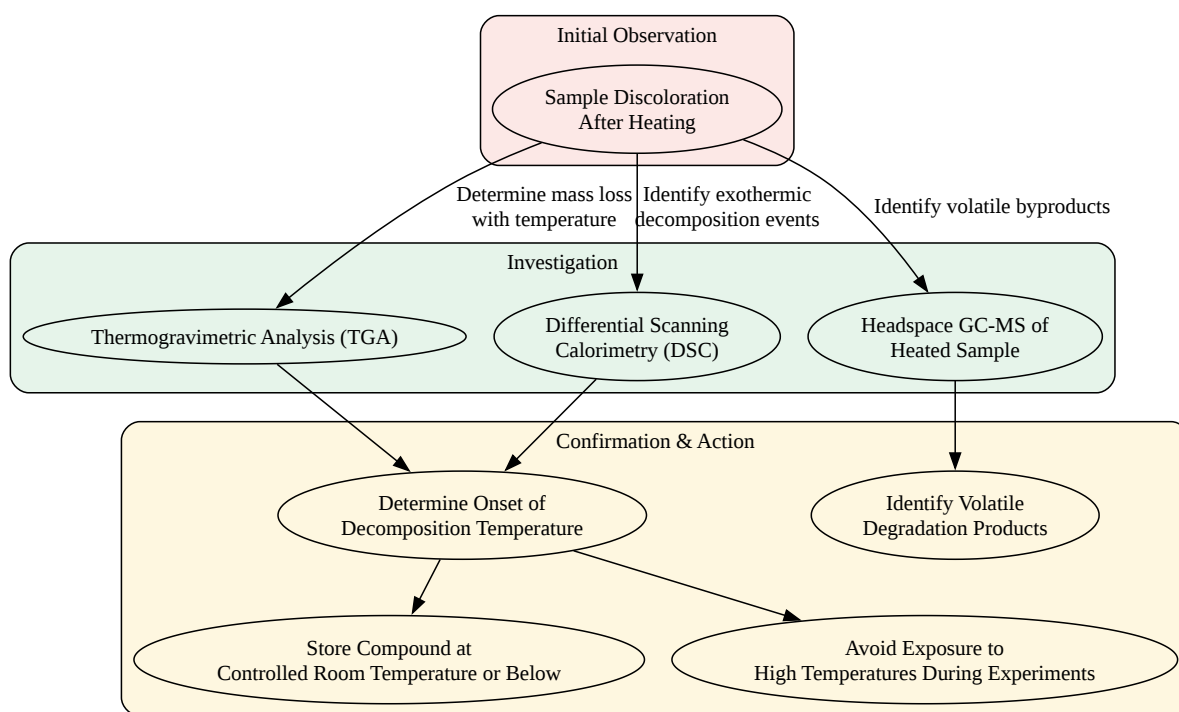 Initial Observation
Sample Discoloration
After Heating
Determine mass loss
with temperature
Identify exothermic
decomposition events
Identify volatile byproducts
Investigation
Thermogravimetric Analysis (TGA)
Differential Scanning
Calorimetry (DSC)
Headspace GC-MS of
Heated Sample
Confirmation & Action
Determine Onset of
Decomposition Temperature
Identify Volatile
Degradation Products
Store Compound at
Controlled Room Temperature or Below
Avoid Exposure to
High Temperatures During Experiments